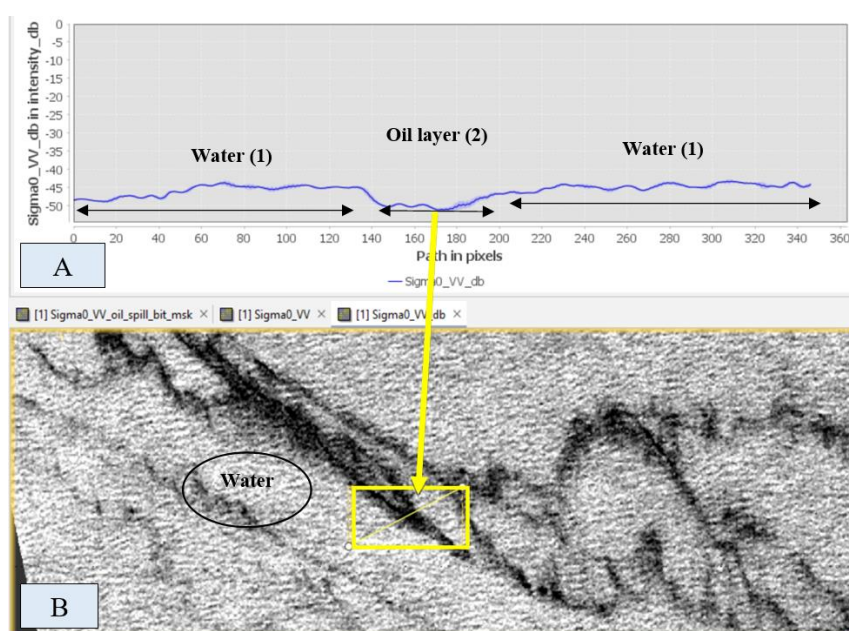 Sigma0_VV_db in intensity_db
0
-5
-10
-15
-20
-25
-30
-35
-40
-45
-50
Water (1)
Oil layer (2)
Water (1)
0 20 40 60 80 100 120 140 160 180 200 220 240 260 280 300 320 340 360
Path in pixels
Sigma0_VV_db
A
[1] Sigma0_VV_oil_spill_bit_msk × [1] Sigma0_VV × [1] Sigma0_VV_db ×
Water
B